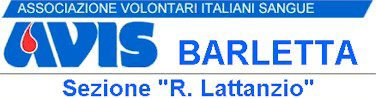 ASSOCIAZIONE VOLONTARI ITALIANI SANGUE
AVIS BARLETTA
Sezione "R. Lattanzio"